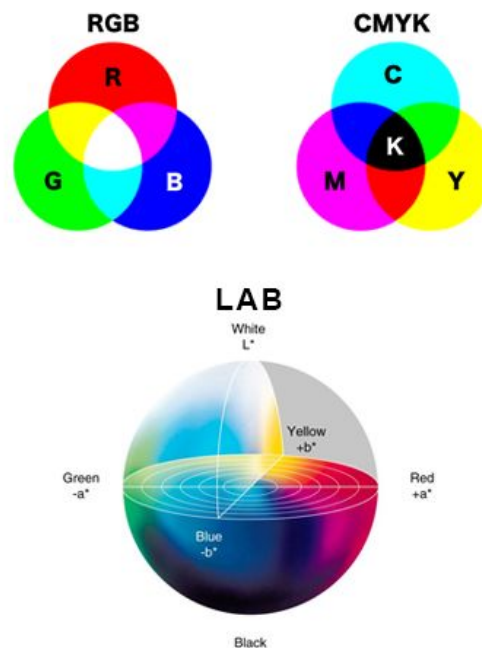 RGB
CMYK
R
G
B
C
M
K
Y
LAB
White
L*
Yellow
+b*
Green
-a*
Red
+a*
Blue
-b*
Black